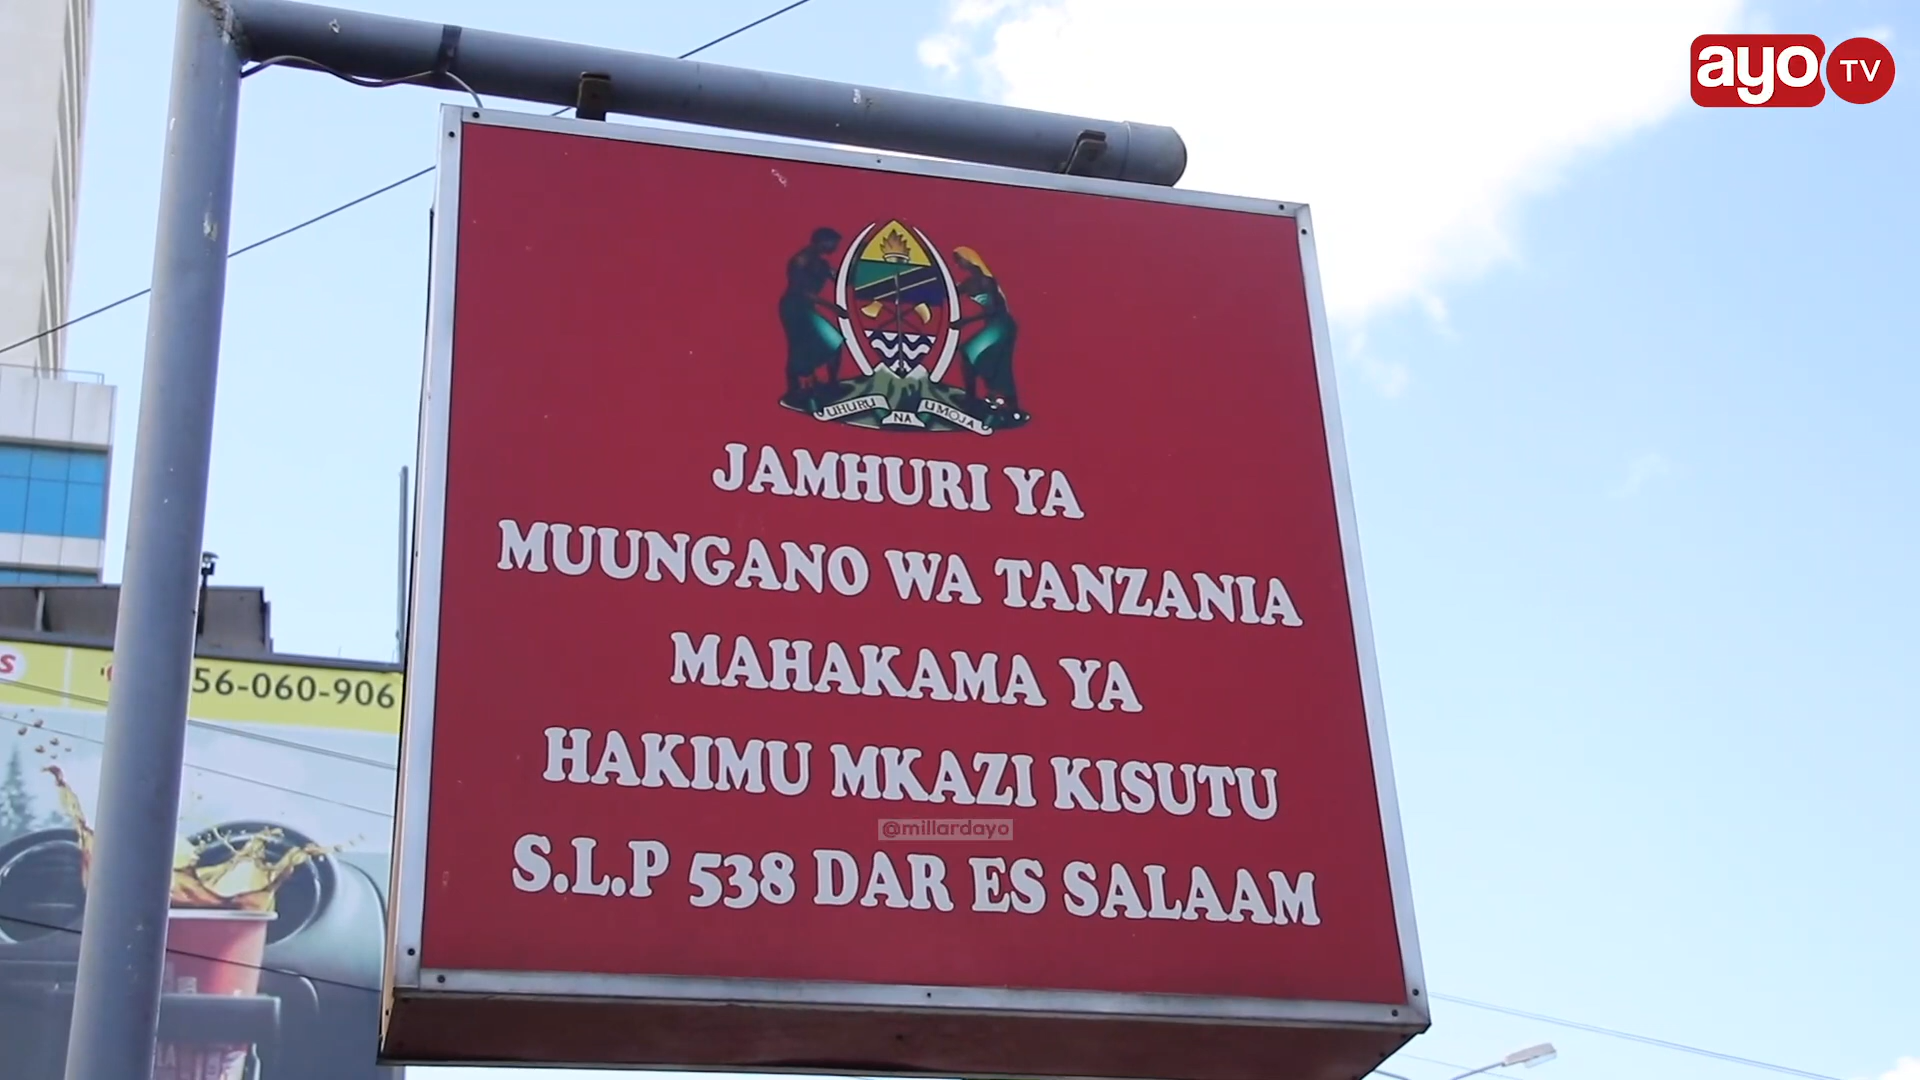 ayo TV
UHURU NA UMOJA
JAMHURI YA
MUUNGANO WA TANZANIA
MAHAKAMA YA
HAKIMU MKAZI KISUTU
@millardayo
S.L.P 538 DAR ES SALAAM
56-060-906